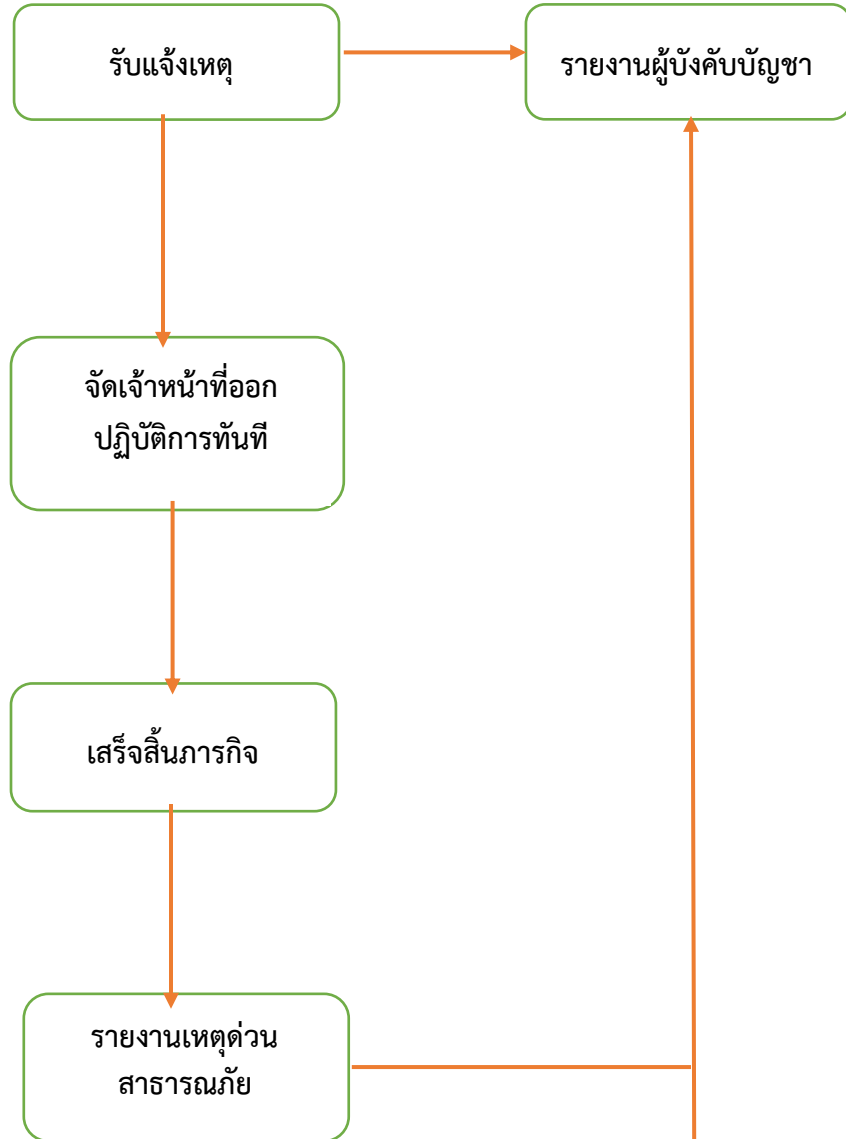 รับแจ้งเหตุ
รายงานผู้บังคับบัญชา
จัดเจ้าหน้าที่ออก
ปฏิบัติการทันที
เสร็จสิ้นภารกิจ
รายงานเหตุด่วน
สาธารณภัย